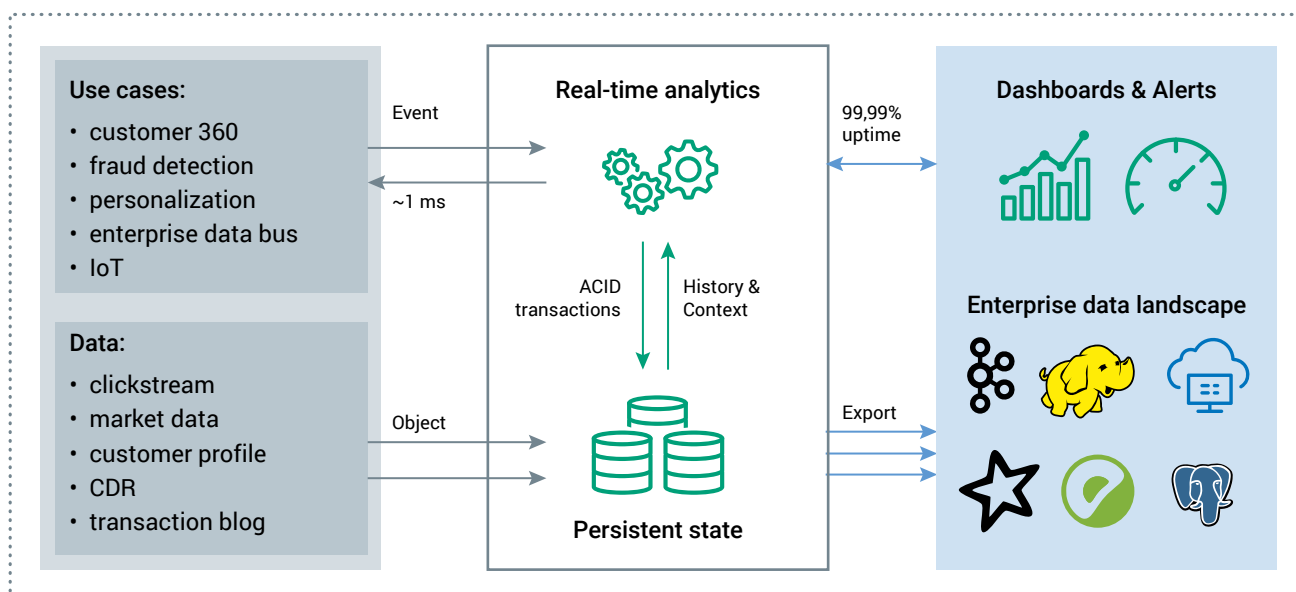 Use cases:
• customer 360
• fraud detection
• personalization
• enterprise data bus
• IoT
Data:
• clickstream
• market data
• customer profile
• CDR
• transaction blog
Event
~1 ms
Object
Real-time analytics
ACID
transactions
History &
Context
Persistent state
99,99%
uptime
Export
Dashboards & Alerts
Enterprise data landscape